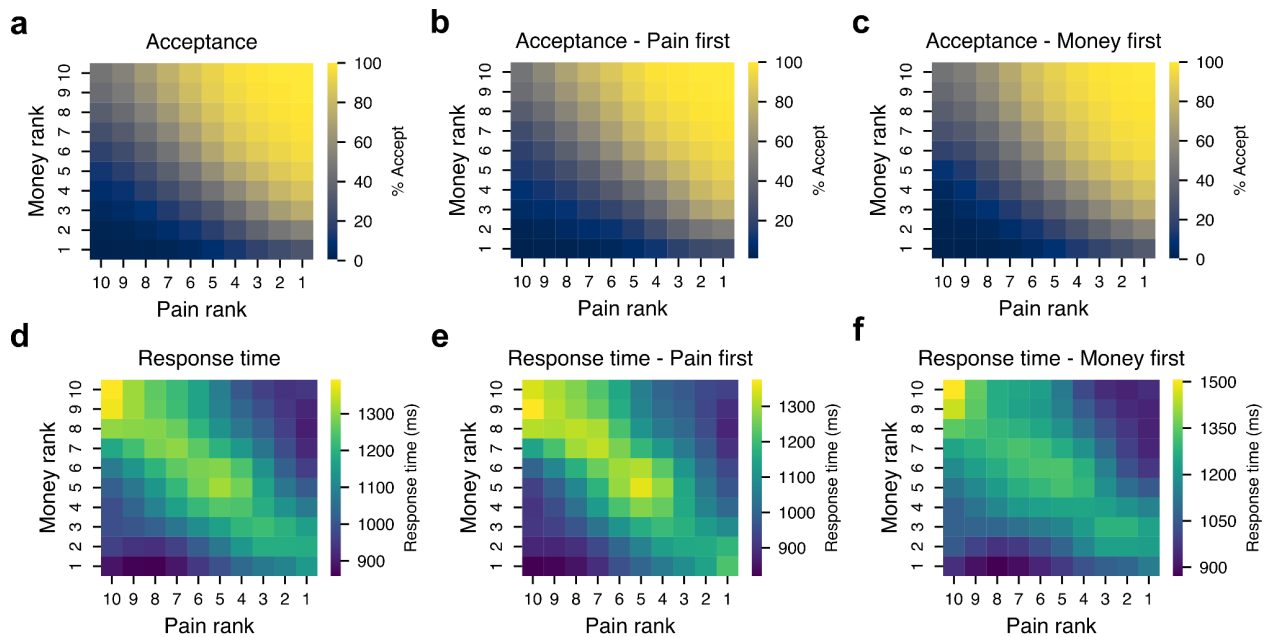 a
Acceptance
Money rank
10
9
8
7
6
5
4
3
2
1
10 9 8 7 6 5 4 3 2 1
Pain rank
100
80
60
40
20
0
% Accept
b
Acceptance - Pain first
Money rank
10
9
8
7
6
5
4
3
2
1
10 9 8 7 6 5 4 3 2 1
Pain rank
100
80
60
40
20
% Accept
c
Acceptance - Money first
Money rank
10
9
8
7
6
5
4
3
2
1
10 9 8 7 6 5 4 3 2 1
Pain rank
100
80
60
40
20
0
% Accept
d
Response time
Money rank
10
9
8
7
6
5
4
3
2
1
10 9 8 7 6 5 4 3 2 1
Pain rank
1300
1200
1100
1000
900
Response time (ms)
e
Response time - Pain first
Money rank
10
9
8
7
6
5
4
3
2
1
10 9 8 7 6 5 4 3 2 1
Pain rank
1300
1200
1100
1000
900
Response time (ms)
f
Response time - Money first
Money rank
10
9
8
7
6
5
4
3
2
1
10 9 8 7 6 5 4 3 2 1
Pain rank
1500
1350
1200
1050
900
Response time (ms)